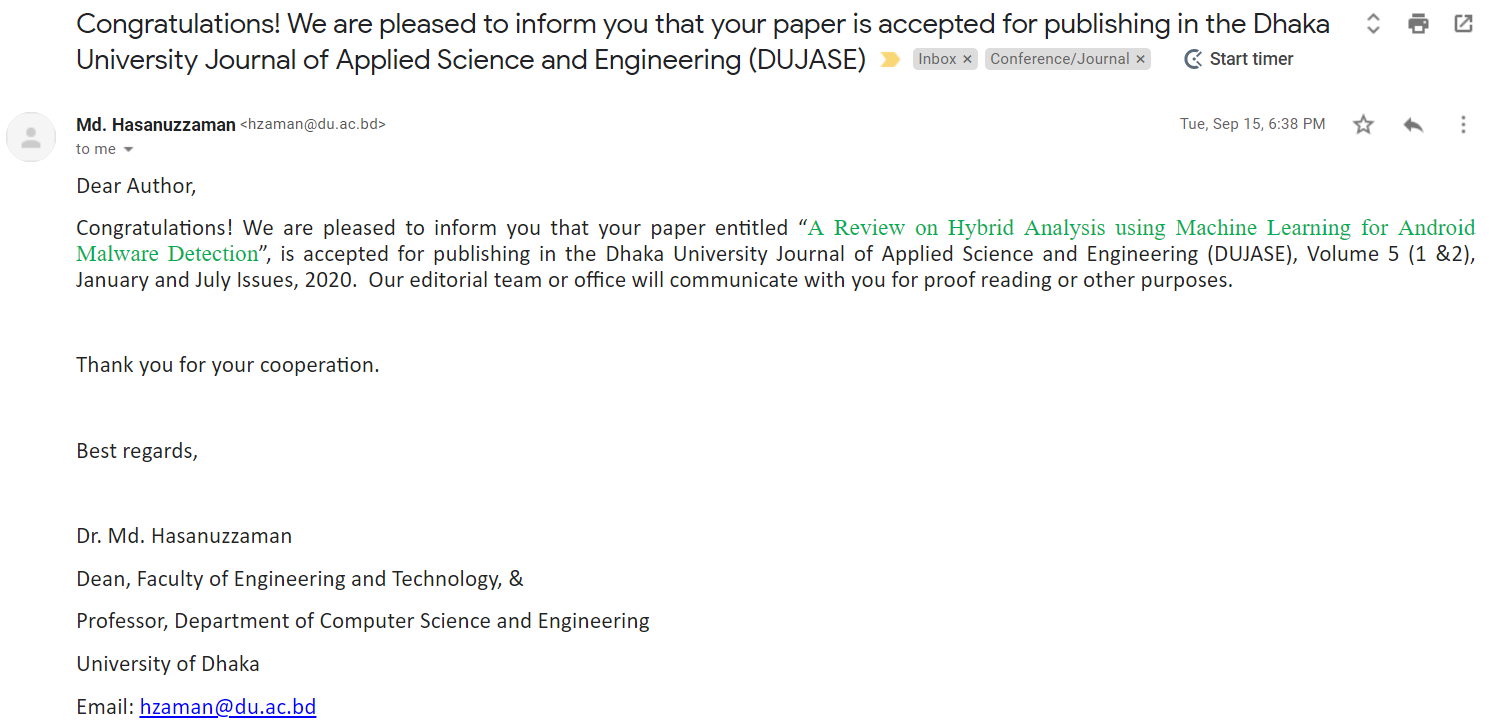 Congratulations! We are pleased to inform you that your paper is accepted for publishing in the Dhaka
University Journal of Applied Science and Engineering (DUJASE) Inbox × Conference/Journal × Start timer
Md. Hasanuzzaman <hzaman@du.ac.bd> Tue, Sep 15, 6:38 PM
to me
Dear Author,
Congratulations! We are pleased to inform you that your paper entitled “A Review on Hybrid Analysis using Machine Learning for Android
Malware Detection”, is accepted for publishing in the Dhaka University Journal of Applied Science and Engineering (DUJASE), Volume 5 (1 &2),
January and July Issues, 2020. Our editorial team or office will communicate with you for proof reading or other purposes.
Thank you for your cooperation.
Best regards,
Dr. Md. Hasanuzzaman
Dean, Faculty of Engineering and Technology, &
Professor, Department of Computer Science and Engineering
University of Dhaka
Email: hzaman@du.ac.bd